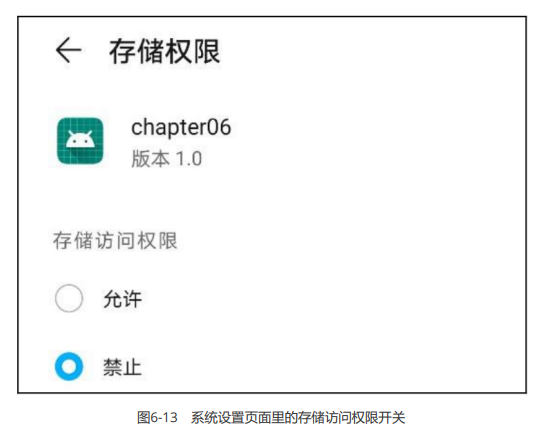 存储权限
chapter06
版本 1.0
存储访问权限
允许
禁止
图6-13 系统设置页面里的存储访问权限开关